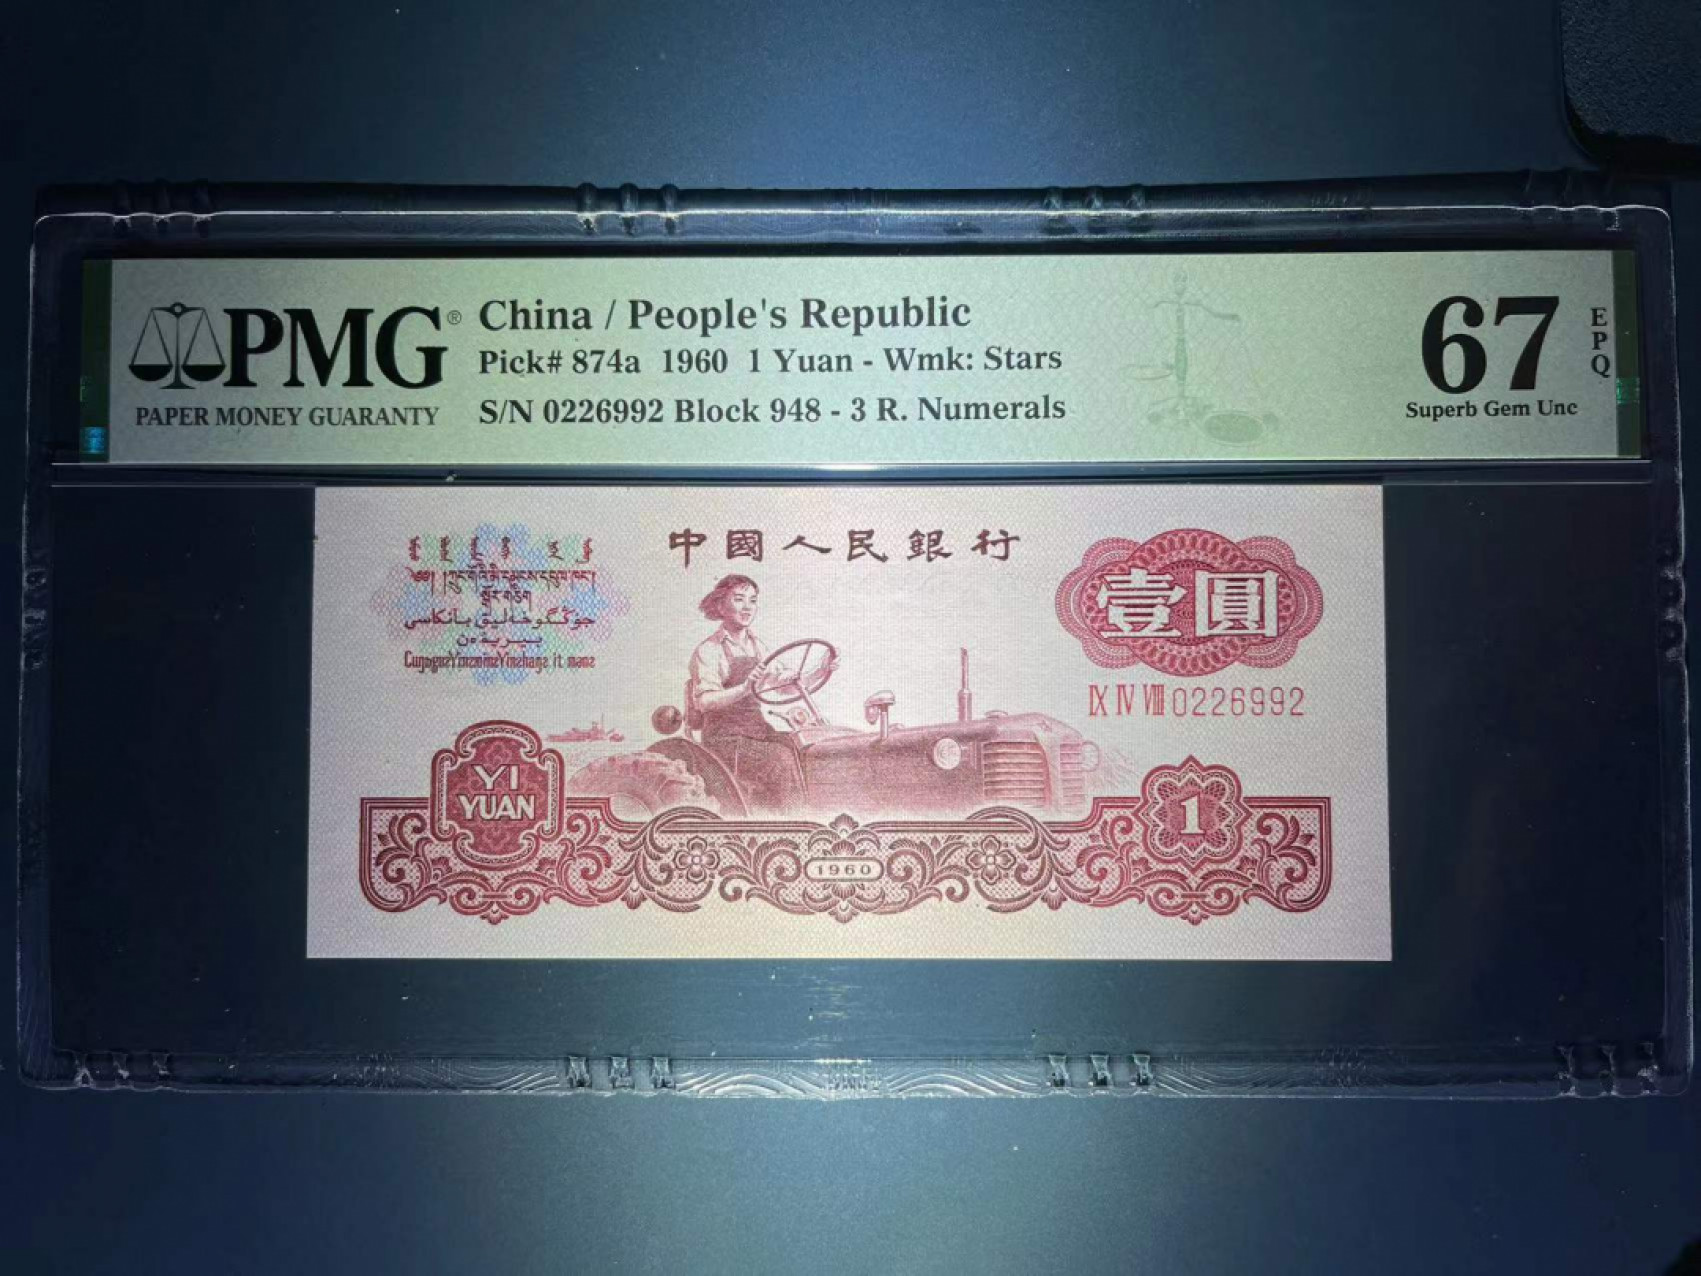 PMG®
PAPER MONEY GUARANTY
China / People's Republic
Pick# 874a 1960 1 Yuan - Wmk: Stars
S/N 0226992 Block 948 - 3 R. Numerals
67
EPQ
Superb Gem Unc
中國人民銀行
壹圓
IX IV VIII 0226992
YI
YUAN
1960
1